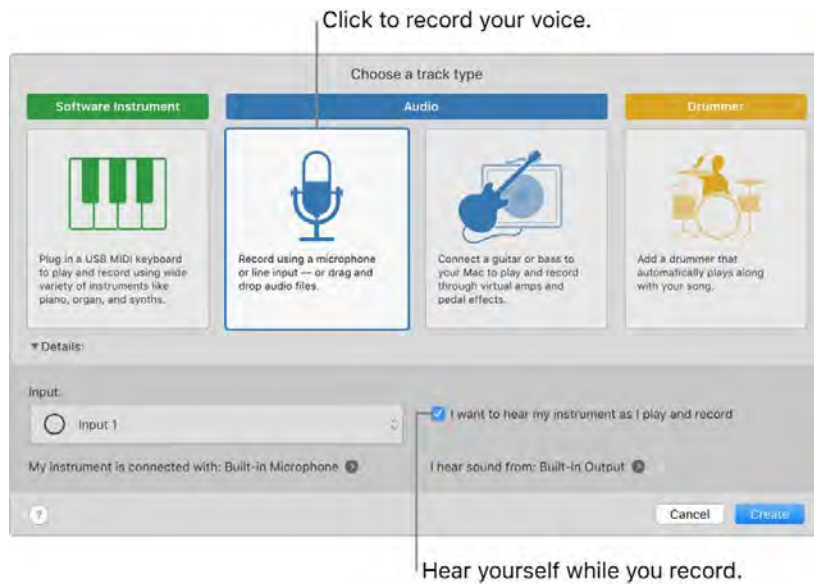 Click to record your voice.
Choose a track type
Software Instrument
Audio
Drummer
Plug in a USB MIDI keyboard
to play and record using wide
variety of instruments like
piano, organ, and synths.
Record using a microphone
or line input — or drag and
drop audio files.
Connect a guitar or bass to
your Mac to play and record
through virtual amps and
pedal effects.
Add a drummer that
automatically plays along
with your song.
▼ Details:
Input:
Input 1
I want to hear my instrument as I play and record
My instrument is connected with: Built-in Microphone
I hear sound from: Built-in Output
?
Cancel
Create
Hear yourself while you record.